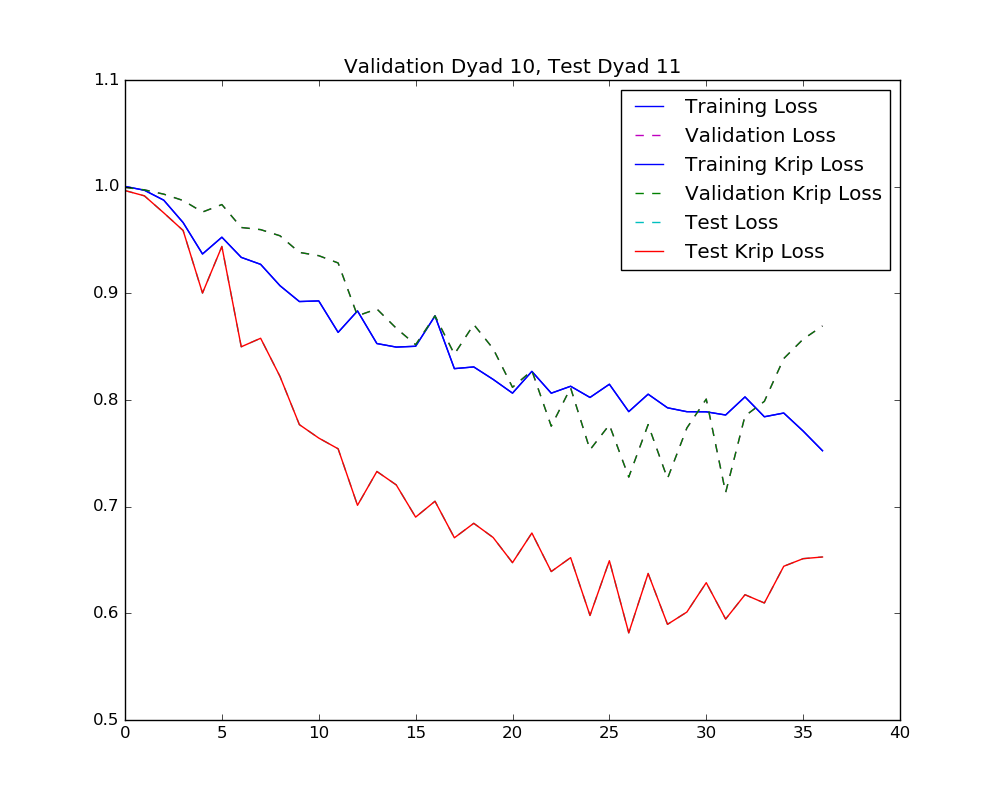 Validation Dyad 10, Test Dyad 11
1.1
1.0
0.9
0.8
0.7
0.6
0.5
0 5 10 15 20 25 30 35 40
Training Loss
Validation Loss
Training Krip Loss
Validation Krip Loss
Test Loss
Test Krip Loss